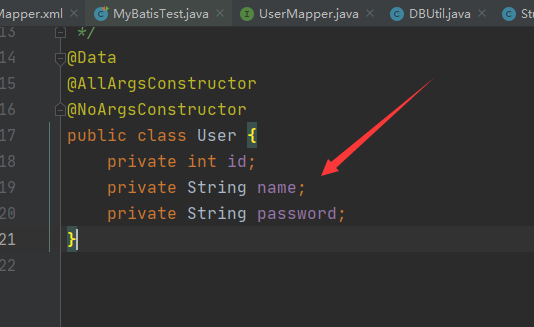 Mapper.xml MyBatisTest.java UserMapper.java DBUtil.java Stu
13 */
14 @Data
15 @AllArgsConstructor
16 @NoArgsConstructor
17 public class User {
18 private int id;
19 private String name;
20 private String password;
21 }
22